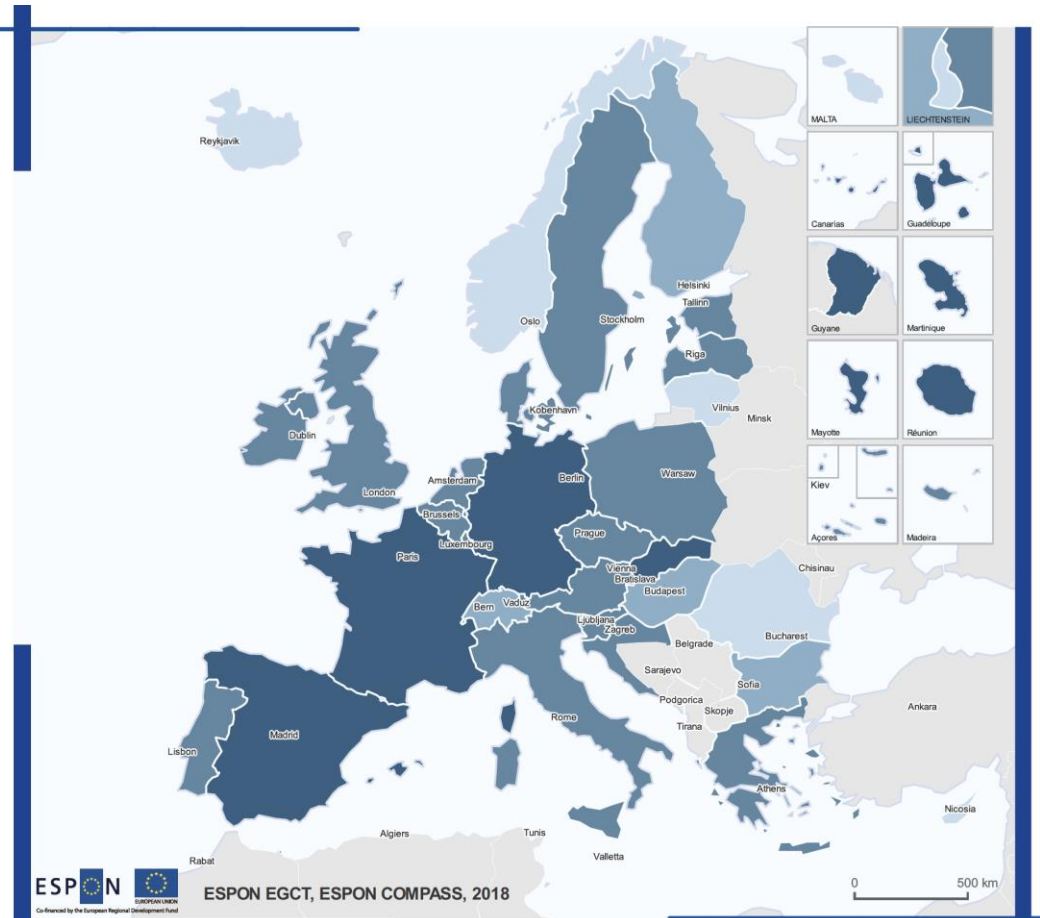 Reykjavik
MALTA
LIECHTENSTEIN
Canarias
Guadeloupe
Guyane
Martinique
Mayotte
Réunion
Kiev
Açores
Madeira
Helsinki
Tallinn
Oslo
Stockholm
Riga
Vilnius
Minsk
Kobenhavn
Dublin
Amsterdam
Berlin
Warsaw
London
Brussels
Luxembourg
Prague
Paris
Vienna
Bratislava
Budapest
Chisinau
Bern
Vaduz
Ljubljana
Zagreb
Belgrade
Bucharest
Sarajevo
Sofia
Podgorica
Skopje
Tirana
Ankara
Madrid
Rome
Lisbon
Athens
Nicosia
Algiers
Tunis
Valletta
Rabat
ESPON
EUROPEAN UNION
Co-financed by the European Regional Development Fund
ESPON EGCT, ESPON COMPASS, 2018
0 500 km